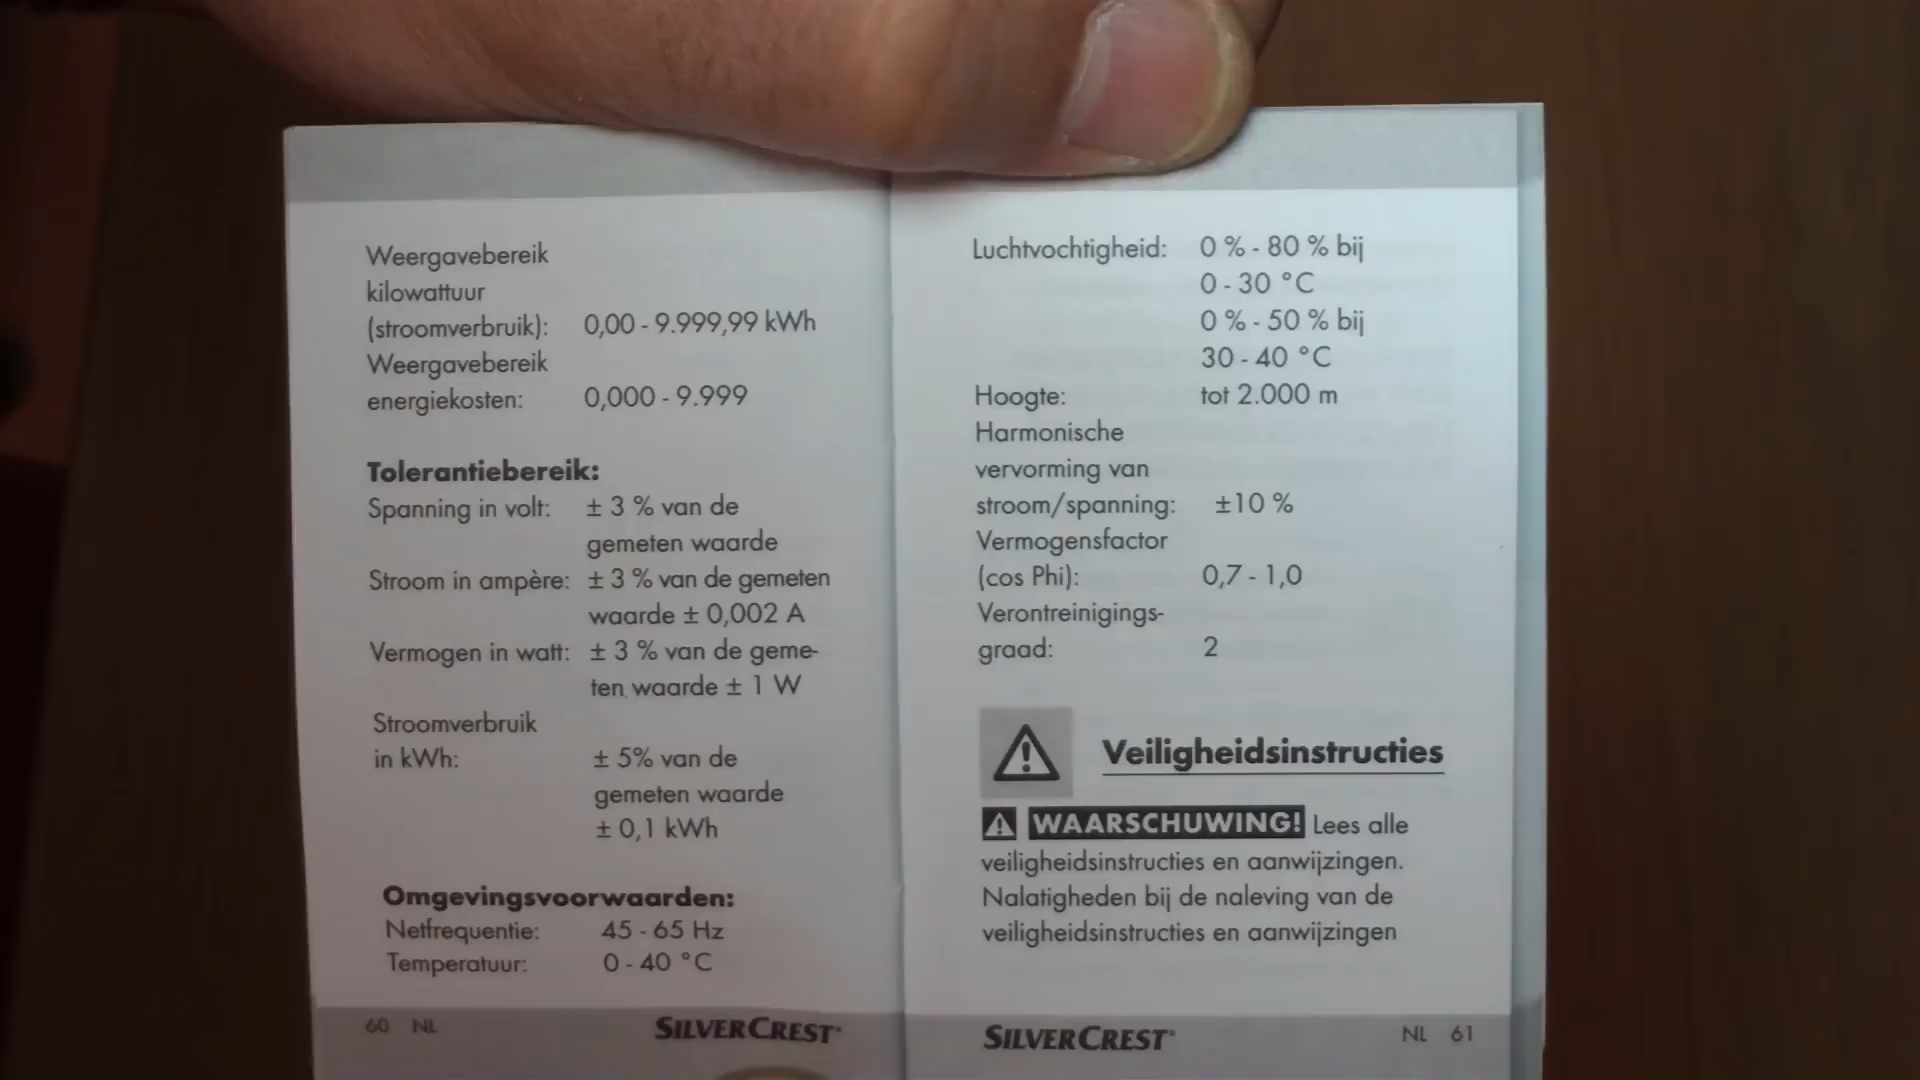 Weergavebereik
kilowattuur
(stroomverbruik): 0,00 - 9.999,99 kWh
Weergavebereik
energiekosten: 0,000 - 9.999
Tolerantiebereik:
Spanning in volt: ± 3 % van de
gemeten waarde
Stroom in ampère: ± 3 % van de gemeten
waarde ± 0,002 A
Vermogen in watt: ± 3 % van de geme-
ten waarde ± 1 W
Stroomverbruik
in kWh: ± 5% van de
gemeten waarde
± 0,1 kWh
Omgevingsvoorwaarden:
Netfrequentie: 45 - 65 Hz
Temperatuur: 0 - 40 °C
60 NL SILVERCREST®
Luchtvochtigheid: 0 % - 80 % bij
0 - 30 °C
0 % - 50 % bij
30 - 40 °C
Hoogte: tot 2.000 m
Harmonische
vervorming van
stroom/spanning: ±10 %
Vermogensfactor
(cos Phi): 0,7 - 1,0
Verontreinigings-
graad: 2
Veiligheidsinstructies
WAARSCHUWING! Lees alle
veiligheidsinstructies en aanwijzingen.
Nalatigheden bij de naleving van de
veiligheidsinstructies en aanwijzingen
SILVERCREST® NL 61